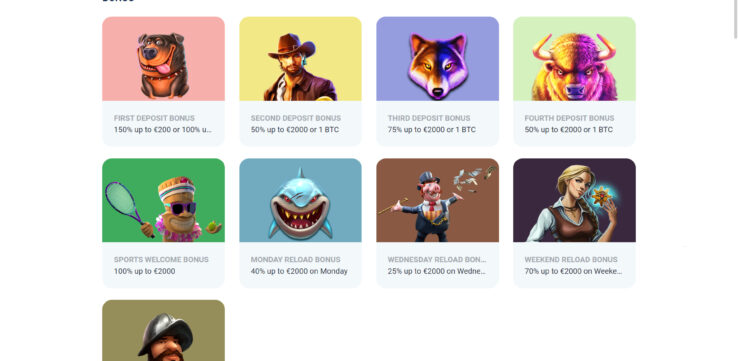 FIRST DEPOSIT BONUS
150% up to €200 or 100% u...
SECOND DEPOSIT BONUS
50% up to €2000 or 1 BTC
THIRD DEPOSIT BONUS
75% up to €2000 or 1 BTC
FOURTH DEPOSIT BONUS
50% up to €2000 or 1 BTC
SPORTS WELCOME BONUS
100% up to €2000
MONDAY RELOAD BONUS
40% up to €2000 on Monday
WEDNESDAY RELOAD BON...
25% up to €2000 on Wedne...
WEEKEND RELOAD BONUS
70% up to €2000 on Weeke...